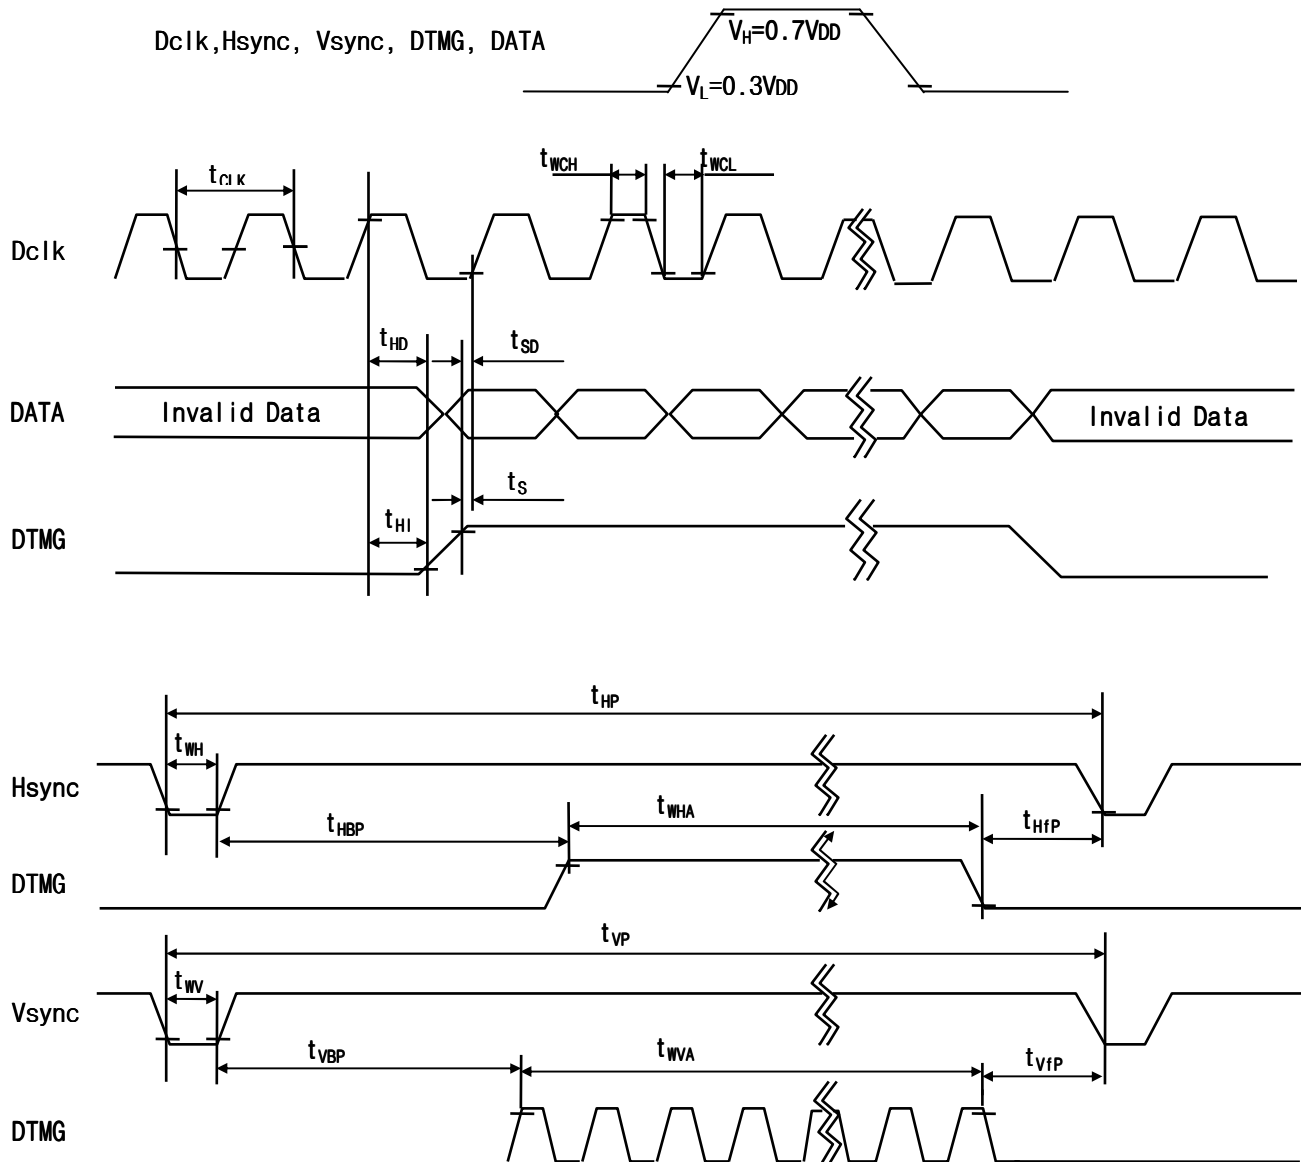 Dclk,Hsync, Vsync, DTMG, DATA
VH=0.7VDD
VL=0.3VDD
tCLK
tWCH
tWCL
Dclk
tHD
tSD
DATA
Invalid Data
Invalid Data
tS
tHI
DTMG
tHP
tWH
Hsync
tHBP
tWHA
tHfP
DTMG
tVP
tWV
Vsync
tVBP
tWVA
tVfP
DTMG